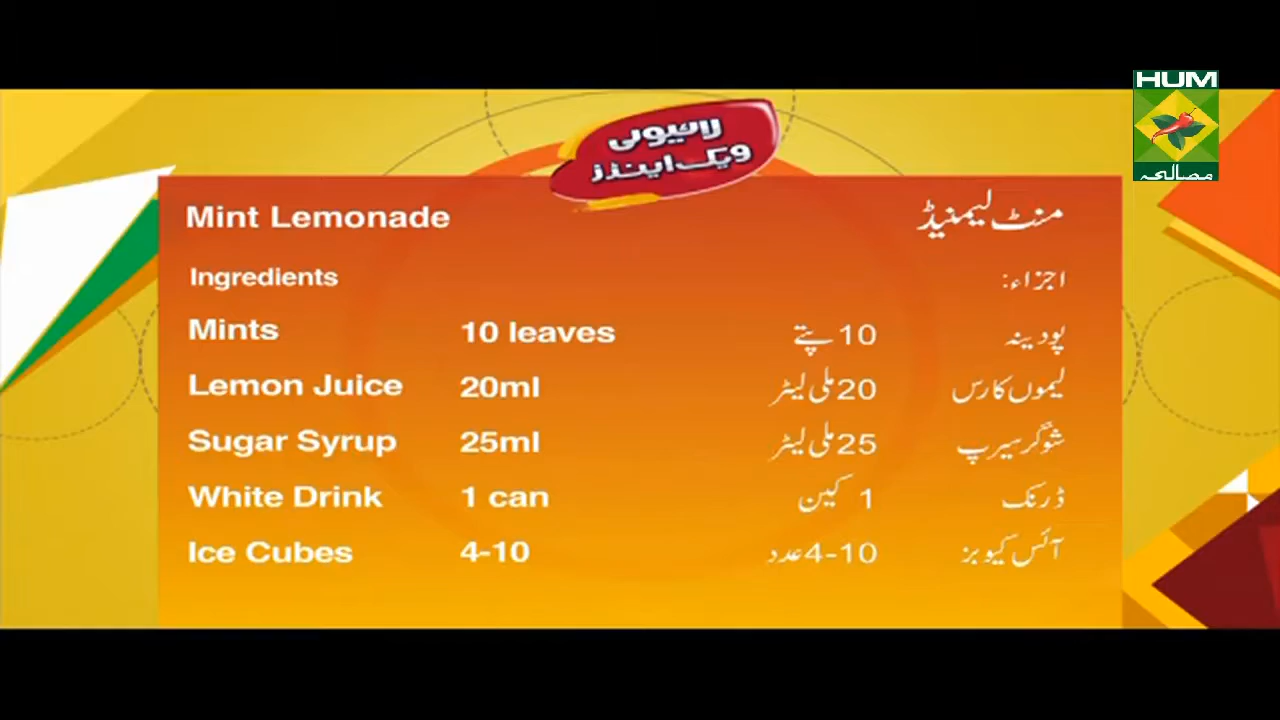 HUM
مصالحہ
لائیولی
ویک اینڈز
Mint Lemonade منٹ لیمنیڈ
Ingredients اجزاء:
Mints 10 leaves 10 پتے پودینہ
Lemon Juice 20ml 20 ملی لیٹر لیموں کا رس
Sugar Syrup 25ml 25 ملی لیٹر شوگر سیرپ
White Drink 1 can 1 کین ڈرنک
Ice Cubes 4-10 4-10 عدد آئس کیوبز